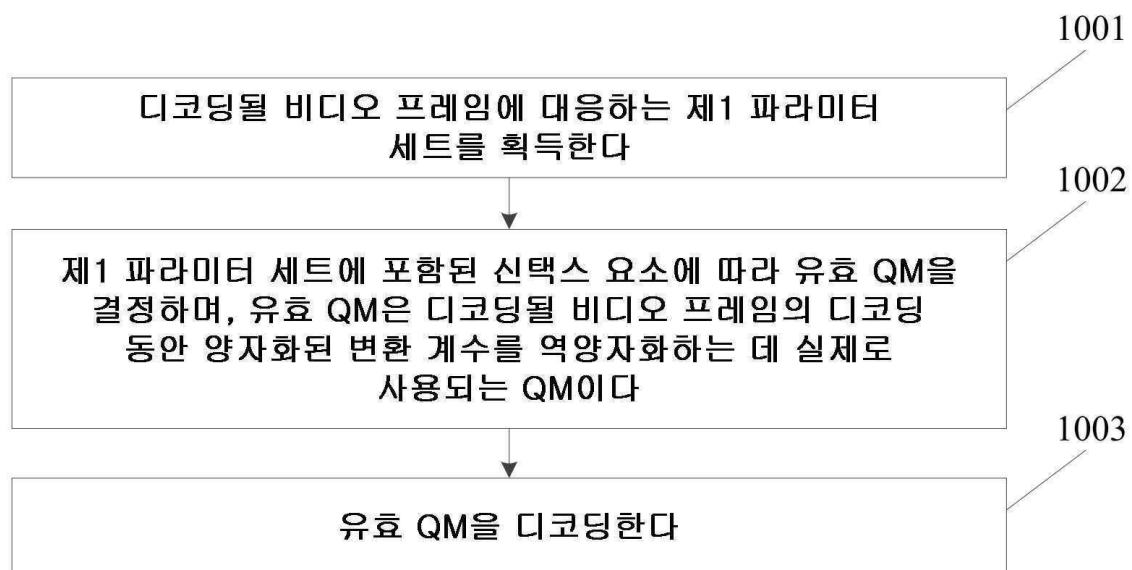 1001
디코딩될 비디오 프레임에 대응하는 제1 파라미터
세트를 획득한다
1002
제1 파라미터 세트에 포함된 신택스 요소에 따라 유효 QM을
결정하며, 유효 QM은 디코딩될 비디오 프레임의 디코딩
동안 양자화된 변환 계수를 역양자화하는 데 실제로
사용되는 QM이다
1003
유효 QM을 디코딩한다